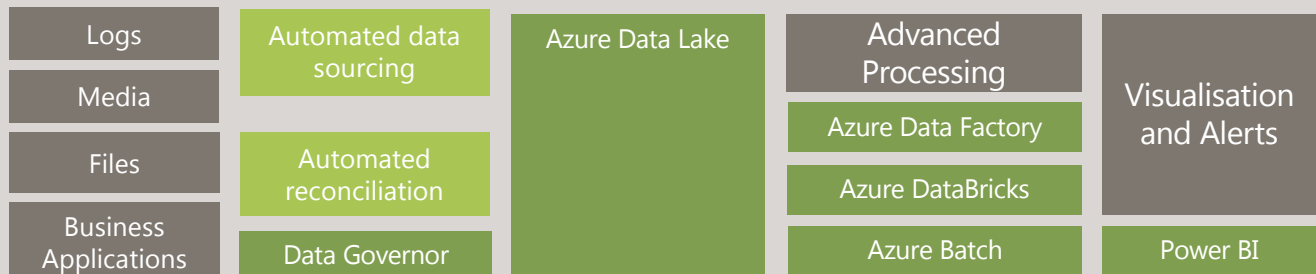 Logs
Media
Files
Business
Applications
Automated data
sourcing
Automated
reconciliation
Data Governor
Azure Data Lake
Advanced
Processing
Azure Data Factory
Azure DataBricks
Azure Batch
Visualisation
and Alerts
Power BI